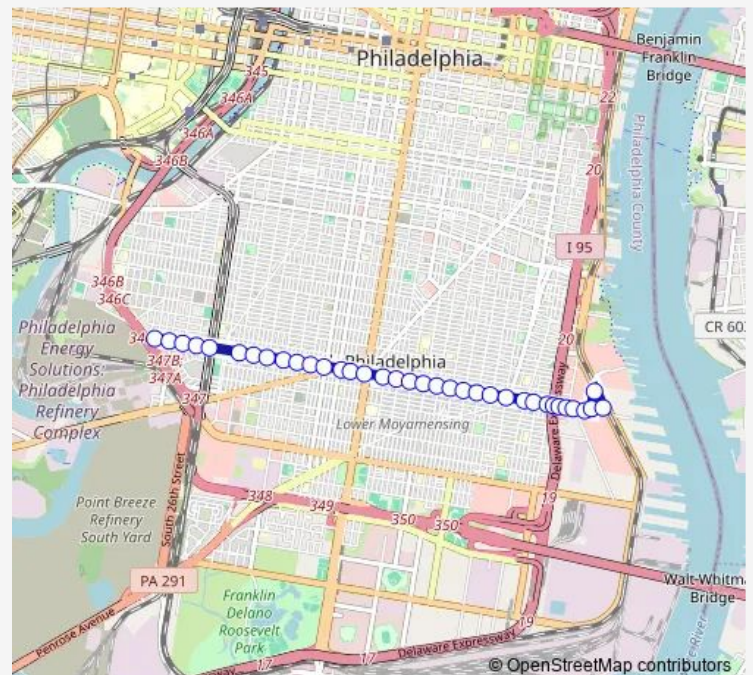 Philadelphia
Benjamin
Franklin
Bridge
345
346A
22
346A
Philadelphia County
346B
20
I 95
346B
346C
CR 603
Philadelphia
Energy
Solutions:
Philadelphia
Refinery
Complex
20
347B
347A
Philadelphia
347
Lower Moyamensing
Delaware Expressway
South 26th Street
348
349
350
350
19
Point Breeze
Refinery
South Yard
PA 291
Walt Whitma
Bridge
Franklin
Delano
Roosevelt
Park
19
Penrose Avenue
Delaware Expressway
17
17
© OpenStreetMap contributors